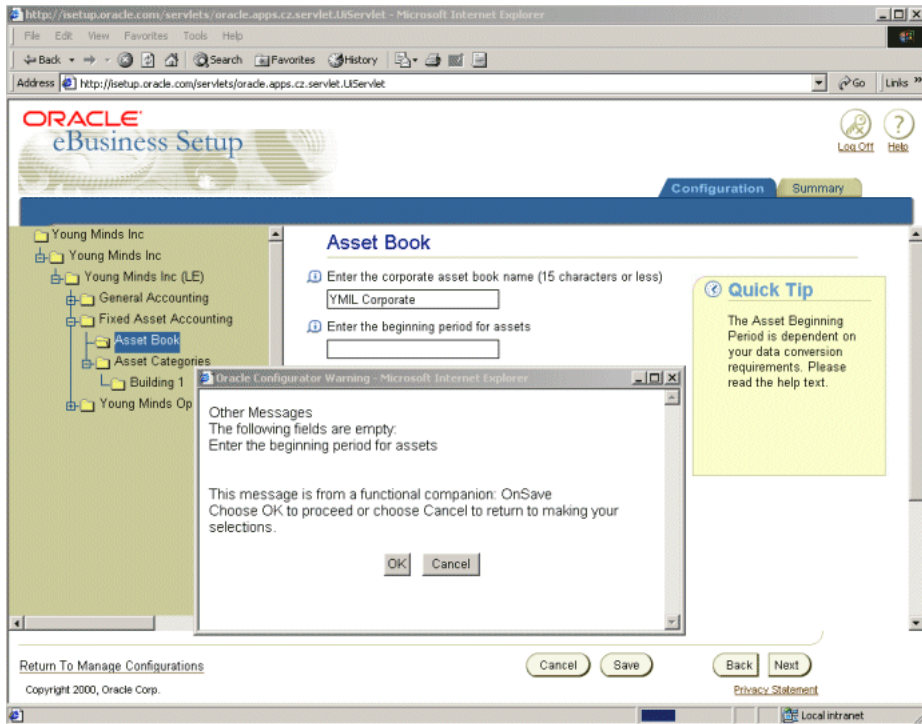 http://isetup.oracle.com/servlets/oracle.apps.cz.servlet.UiServlet - Microsoft Internet Explorer
File Edit View Favorites Tools Help
Back Search Favorites History
Address http://isetup.oracle.com/servlets/oracle.apps.cz.servlet.UiServlet Go Links »
ORACLE
eBusiness Setup
Log Off Help
Configuration Summary
Young Minds Inc
Young Minds Inc
Young Minds Inc (LE)
General Accounting
Fixed Asset Accounting
Asset Book
Asset Categories
Building 1
Young Minds Op
Asset Book
Enter the corporate asset book name (15 characters or less)
YMIL Corporate
Enter the beginning period for assets
Quick Tip
The Asset Beginning
Period is dependent on
your data conversion
requirements. Please
read the help text.
Oracle Configurator Warning - Microsoft Internet Explorer
Other Messages
The following fields are empty:
Enter the beginning period for assets
This message is from a functional companion: OnSave
Choose OK to proceed or choose Cancel to return to making your
selections.
OK Cancel
Return To Manage Configurations
Cancel Save Back Next
Copyright 2000, Oracle Corp.
Privacy Statement
Local intranet